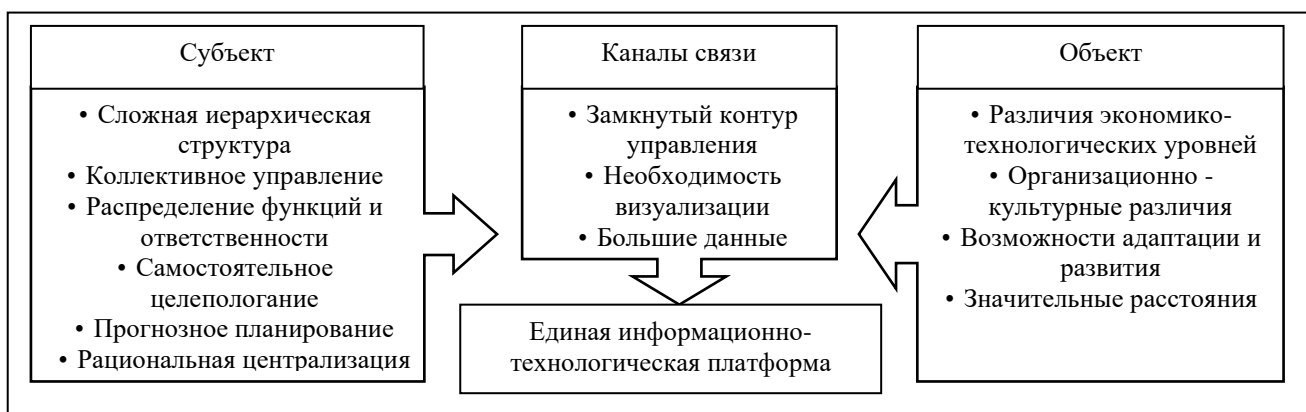 Субъект
• Сложная иерархическая
структура
• Коллективное управление
• Распределение функций и
ответственности
• Самостоятельное
целепологание
• Прогнозное планирование
• Рациональная централизация
Каналы связи
• Замкнутый контур
управления
• Необходимость
визуализации
• Большие данные
Единая информационно-
технологическая платформа
Объект
• Различия экономико-
технологических уровней
• Организационно -
культурные различия
• Возможности адаптации и
развития
• Значительные расстояния